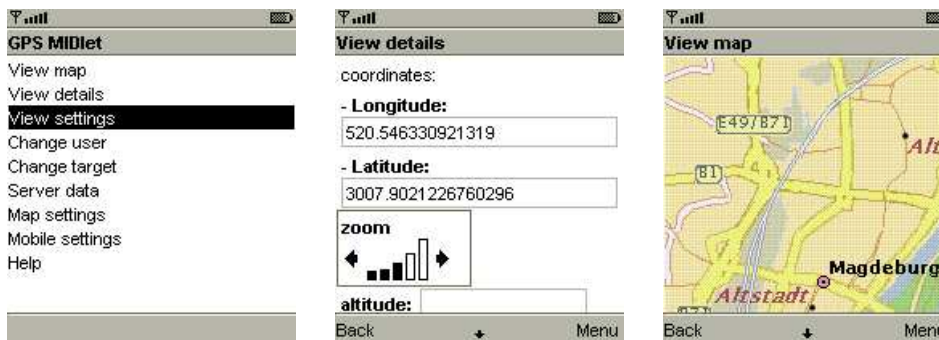 GPS MIDlet
View map
View details
View settings
Change user
Change target
Server data
Map settings
Mobile settings
Help
View details
coordinates:
- Longitude:
520.546330921319
- Latitude:
3007.9021226760296
zoom
altitude:
Back
Menu
View map
E49/B71
B1
Magdeburg
Altstadt
Back